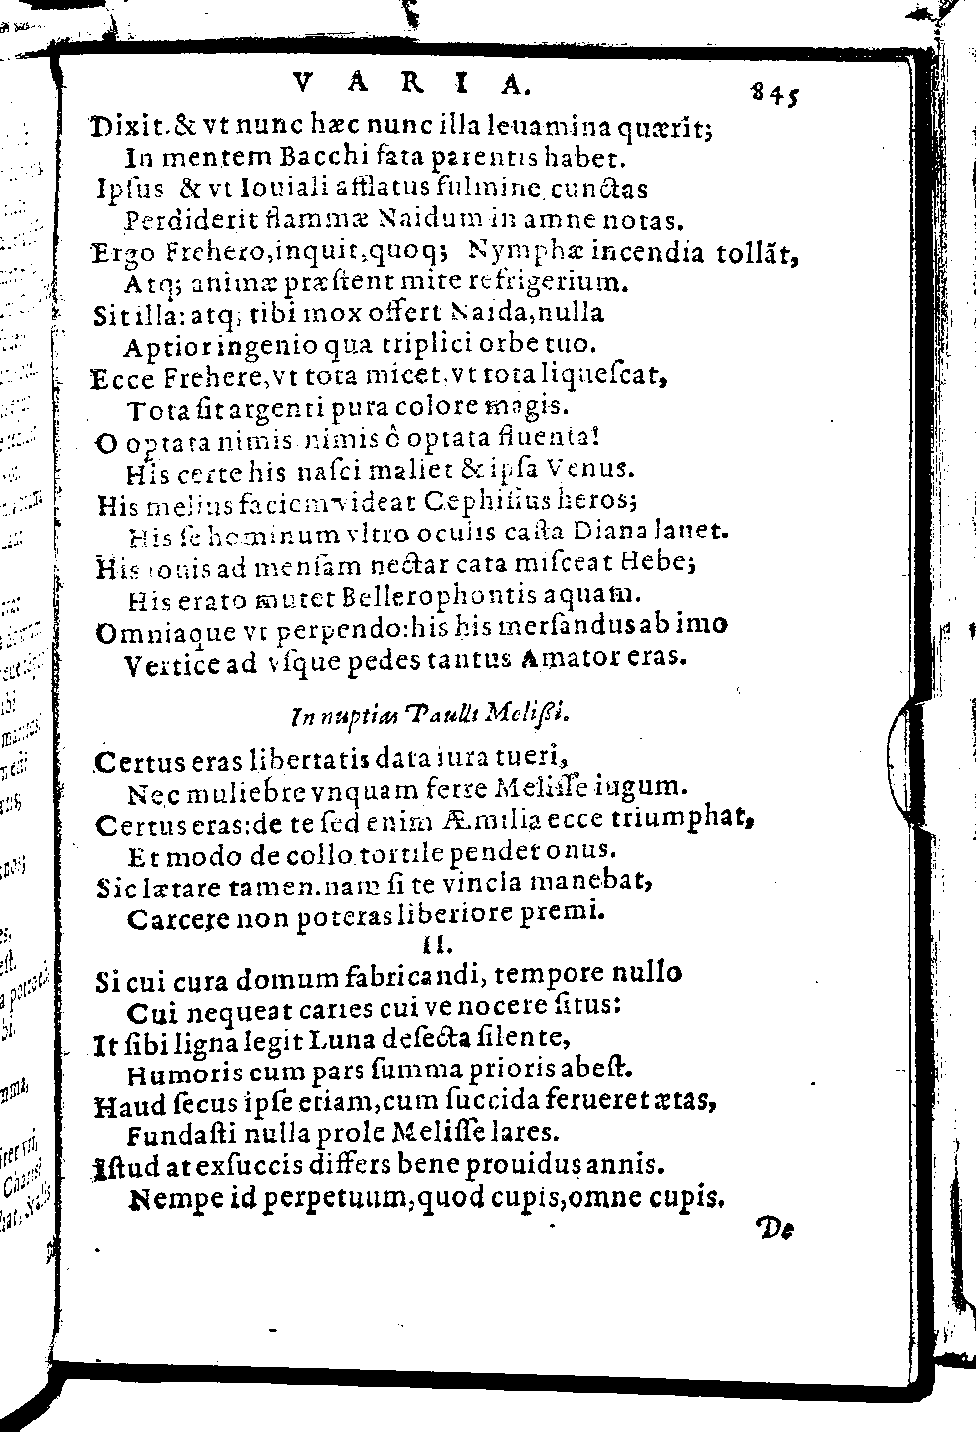 VARIA. 845
Dixit. & vt nunc hæc nunc illa leuamina quærit;
In mentem Bacchi fata parentis habet.
Ipſus & vt Iouiali afflatus fulmine cunctas
Perdiderit flammæ Naidum in amne notas.
Ergo Frehero, inquit, quoq; Nymphæ incendia tollãt,
Atq; animæ præſtent mite refrigerium.
Sit illa: atq; tibi mox offert Naida, nulla
Aptior ingenio qua triplici orbe tuo.
Ecce Frehere, vt tota micet, vt tota liqueſcat,
Tota ſit argenti pura colore magis.
O optata nimis nimis ô optata fluenta!
His certe his naſci maliet & ipſa Venus.
His melius faciem videat Cephiſius heros;
His ſe hominum vltro oculis caſta Diana lauet.
His Iouis ad menſam nectar cata miſceat Hebe;
His erato mutet Bellerophontis aquam.
Omniaque vt perpendo: his his merſandus ab imo
Vertice ad vſque pedes tantus Amator eras.
In nuptias Paulli Melißi.
Certus eras libertatis data iura tueri,
Nec muliebre vnquam ferre Meliſſe iugum.
Certus eras: de te ſed enim Æmilia ecce triumphat,
Et modo de collo tortile pendet onus.
Sic lætare tamen. nam ſi te vincla manebat,
Carcere non poteras liberiore premi.
II.
Si cui cura domum fabricandi, tempore nullo
Cui nequeat caries cui ve nocere ſitus:
It ſibi ligna legit Luna defecta ſilente,
Humoris cum pars ſumma prioris abeſt.
Haud ſecus ipſe etiam, cum ſuccida ferueret ætas,
Fundaſti nulla prole Meliſſe lares.
Iſtud at exſuccis differs bene prouidus annis.
Nempe id perpetuum, quod cupis, omne cupis.
De